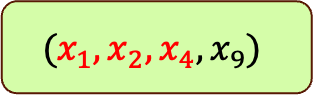 (x₁, x₂, x₄, x₉)